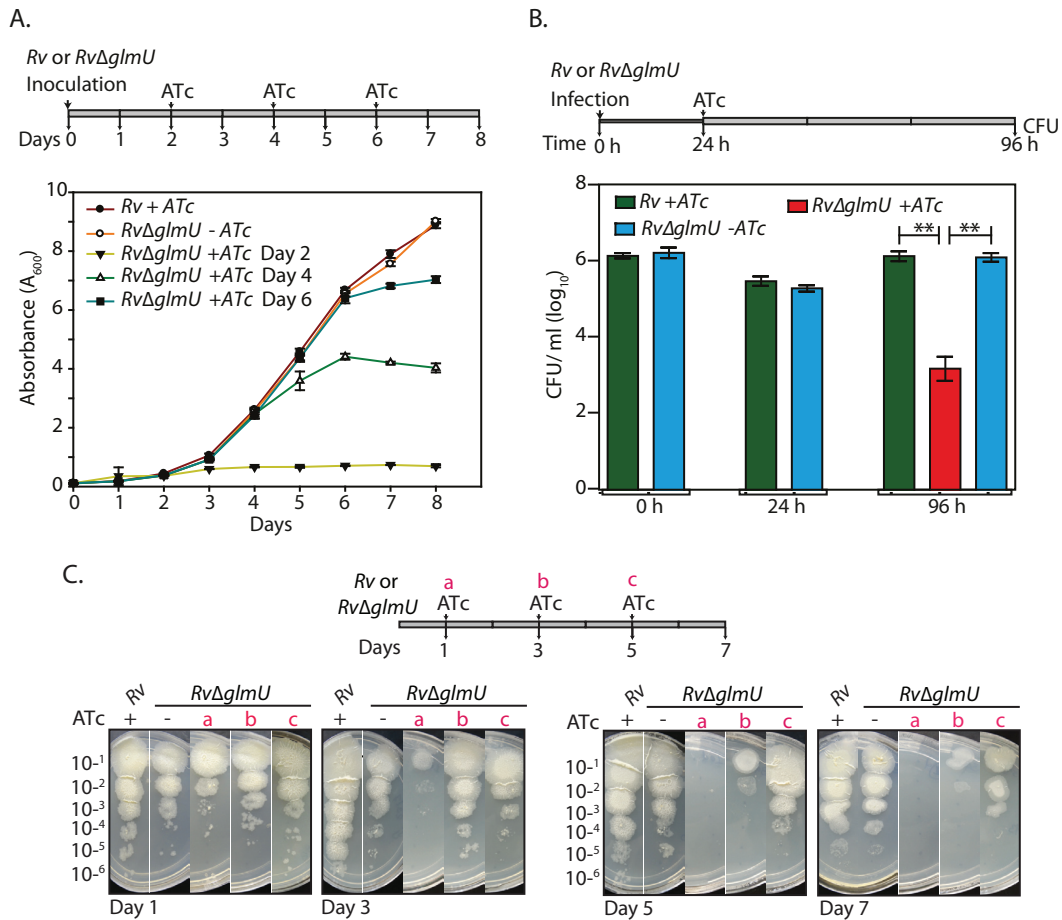 A.
Rv or RvΔglmU
Inoculation
ATc ATc ATc
Days 0 1 2 3 4 5 6 7 8
Absorbance (A600)
10
8
6
4
2
0
Rv + ATc
RvΔglmU - ATc
RvΔglmU +ATc Day 2
RvΔglmU +ATc Day 4
RvΔglmU +ATc Day 6
0 1 2 3 4 5 6 7 8
Days
B.
Rv or RvΔglmU
Infection
ATc
CFU
Time 0 h 24 h 96 h
CFU/ ml (log10)
8
6
4
2
0
Rv +ATc
RvΔglmU -ATc
RvΔglmU +ATc
** **
0 h 24 h 96 h
C.
Rv or
RvΔglmU
a b c
ATc ATc ATc
Days 1 3 5 7
Rv RvΔglmU Rv RvΔglmU Rv RvΔglmU Rv RvΔglmU
ATc + - a b c + - a b c ATc + - a b c + - a b c
10-1 10-1
10-2 10-2
10-3 10-3
10-4 10-4
10-5 10-5
10-6 10-6
Day 1 Day 3 Day 5 Day 7